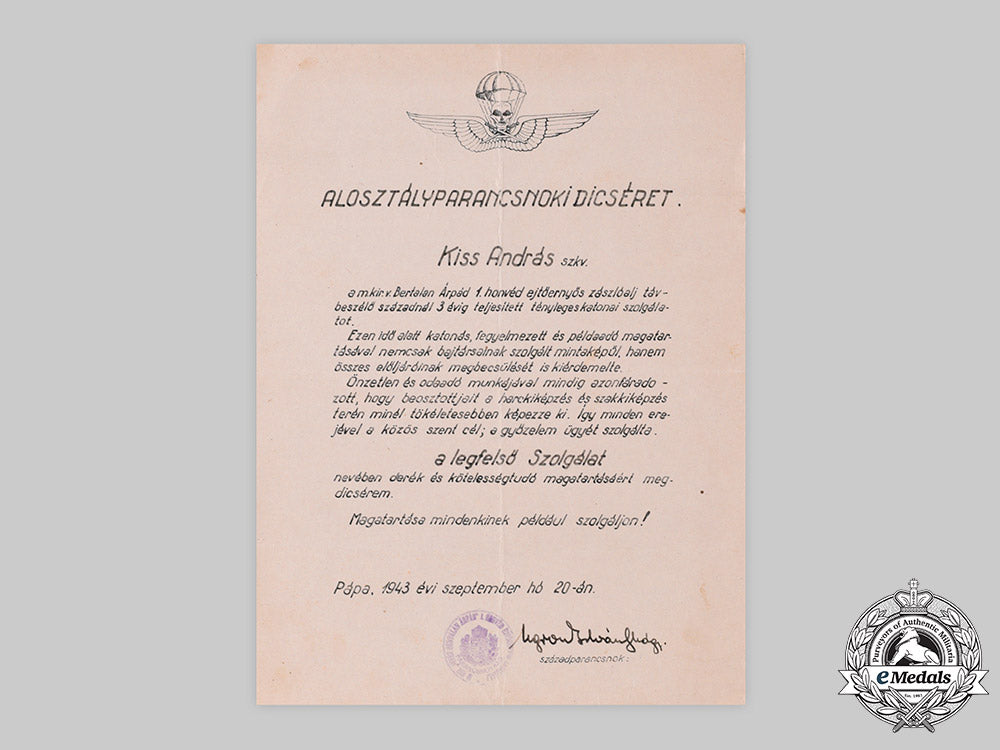 ALOSZTÁLYPARANCSNOKI DICSÉRET.
Kiss András szkv.
a m.kir. v. Bertalan Árpád 1. honvéd ejtőernyős zászlóalj táv-
beszélő századnál 3 évig teljesített tényleges katonai szolgála-
tot.
Ezen idő alatt katonás, fegyelmezett és példaadó magatar-
tásával nemcsak bajtársainak szolgált mintaképűl, hanem
összes elöljáróinak megbecsülését is kiérdemelte.
Önzetlen és odaadó munkájával mindig azon fárado-
zott, hogy beosztottjait a harckiképzés és szakkiképzés
terén minél tökéletesebben képezze ki. Így minden ere-
jével a közös szent cél; a győzelem ügyét szolgálta.
a legfelső Szolgálat
nevében derék és kötelességtudó magatartásáért meg-
dicsérem.
Magatartása mindenkinek például szolgáljon!
Pápa, 1943 évi szeptember hó 20-án.
századparancsnok:
Purveyors of Authentic Militaria
eMedals